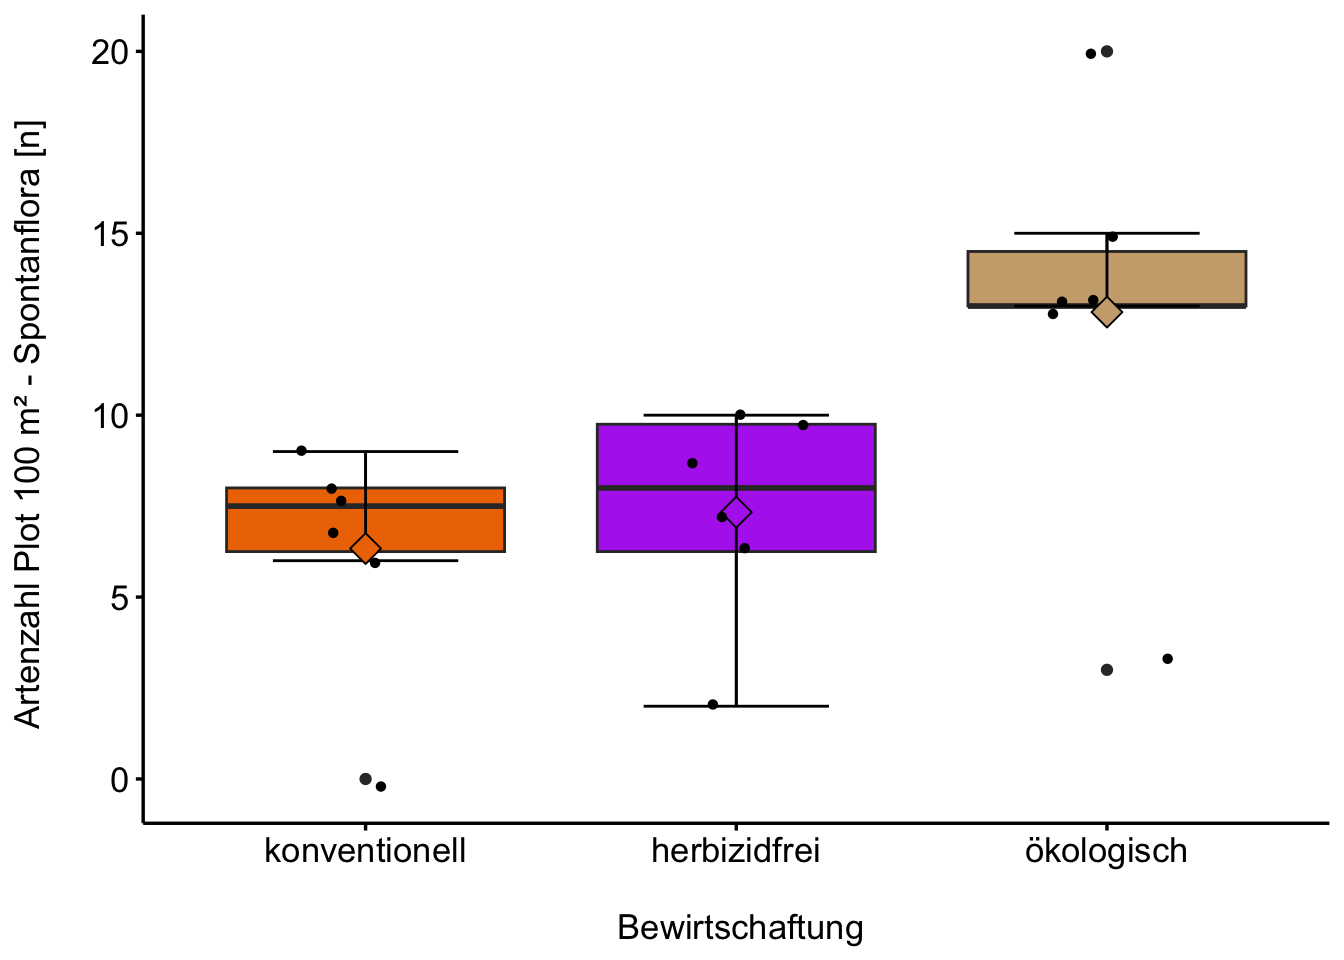 Artenzahl Plot 100 m² - Spontanflora [n]
20
15
10
5
0
konventionell
herbizidfrei
ökologisch
Bewirtschaftung